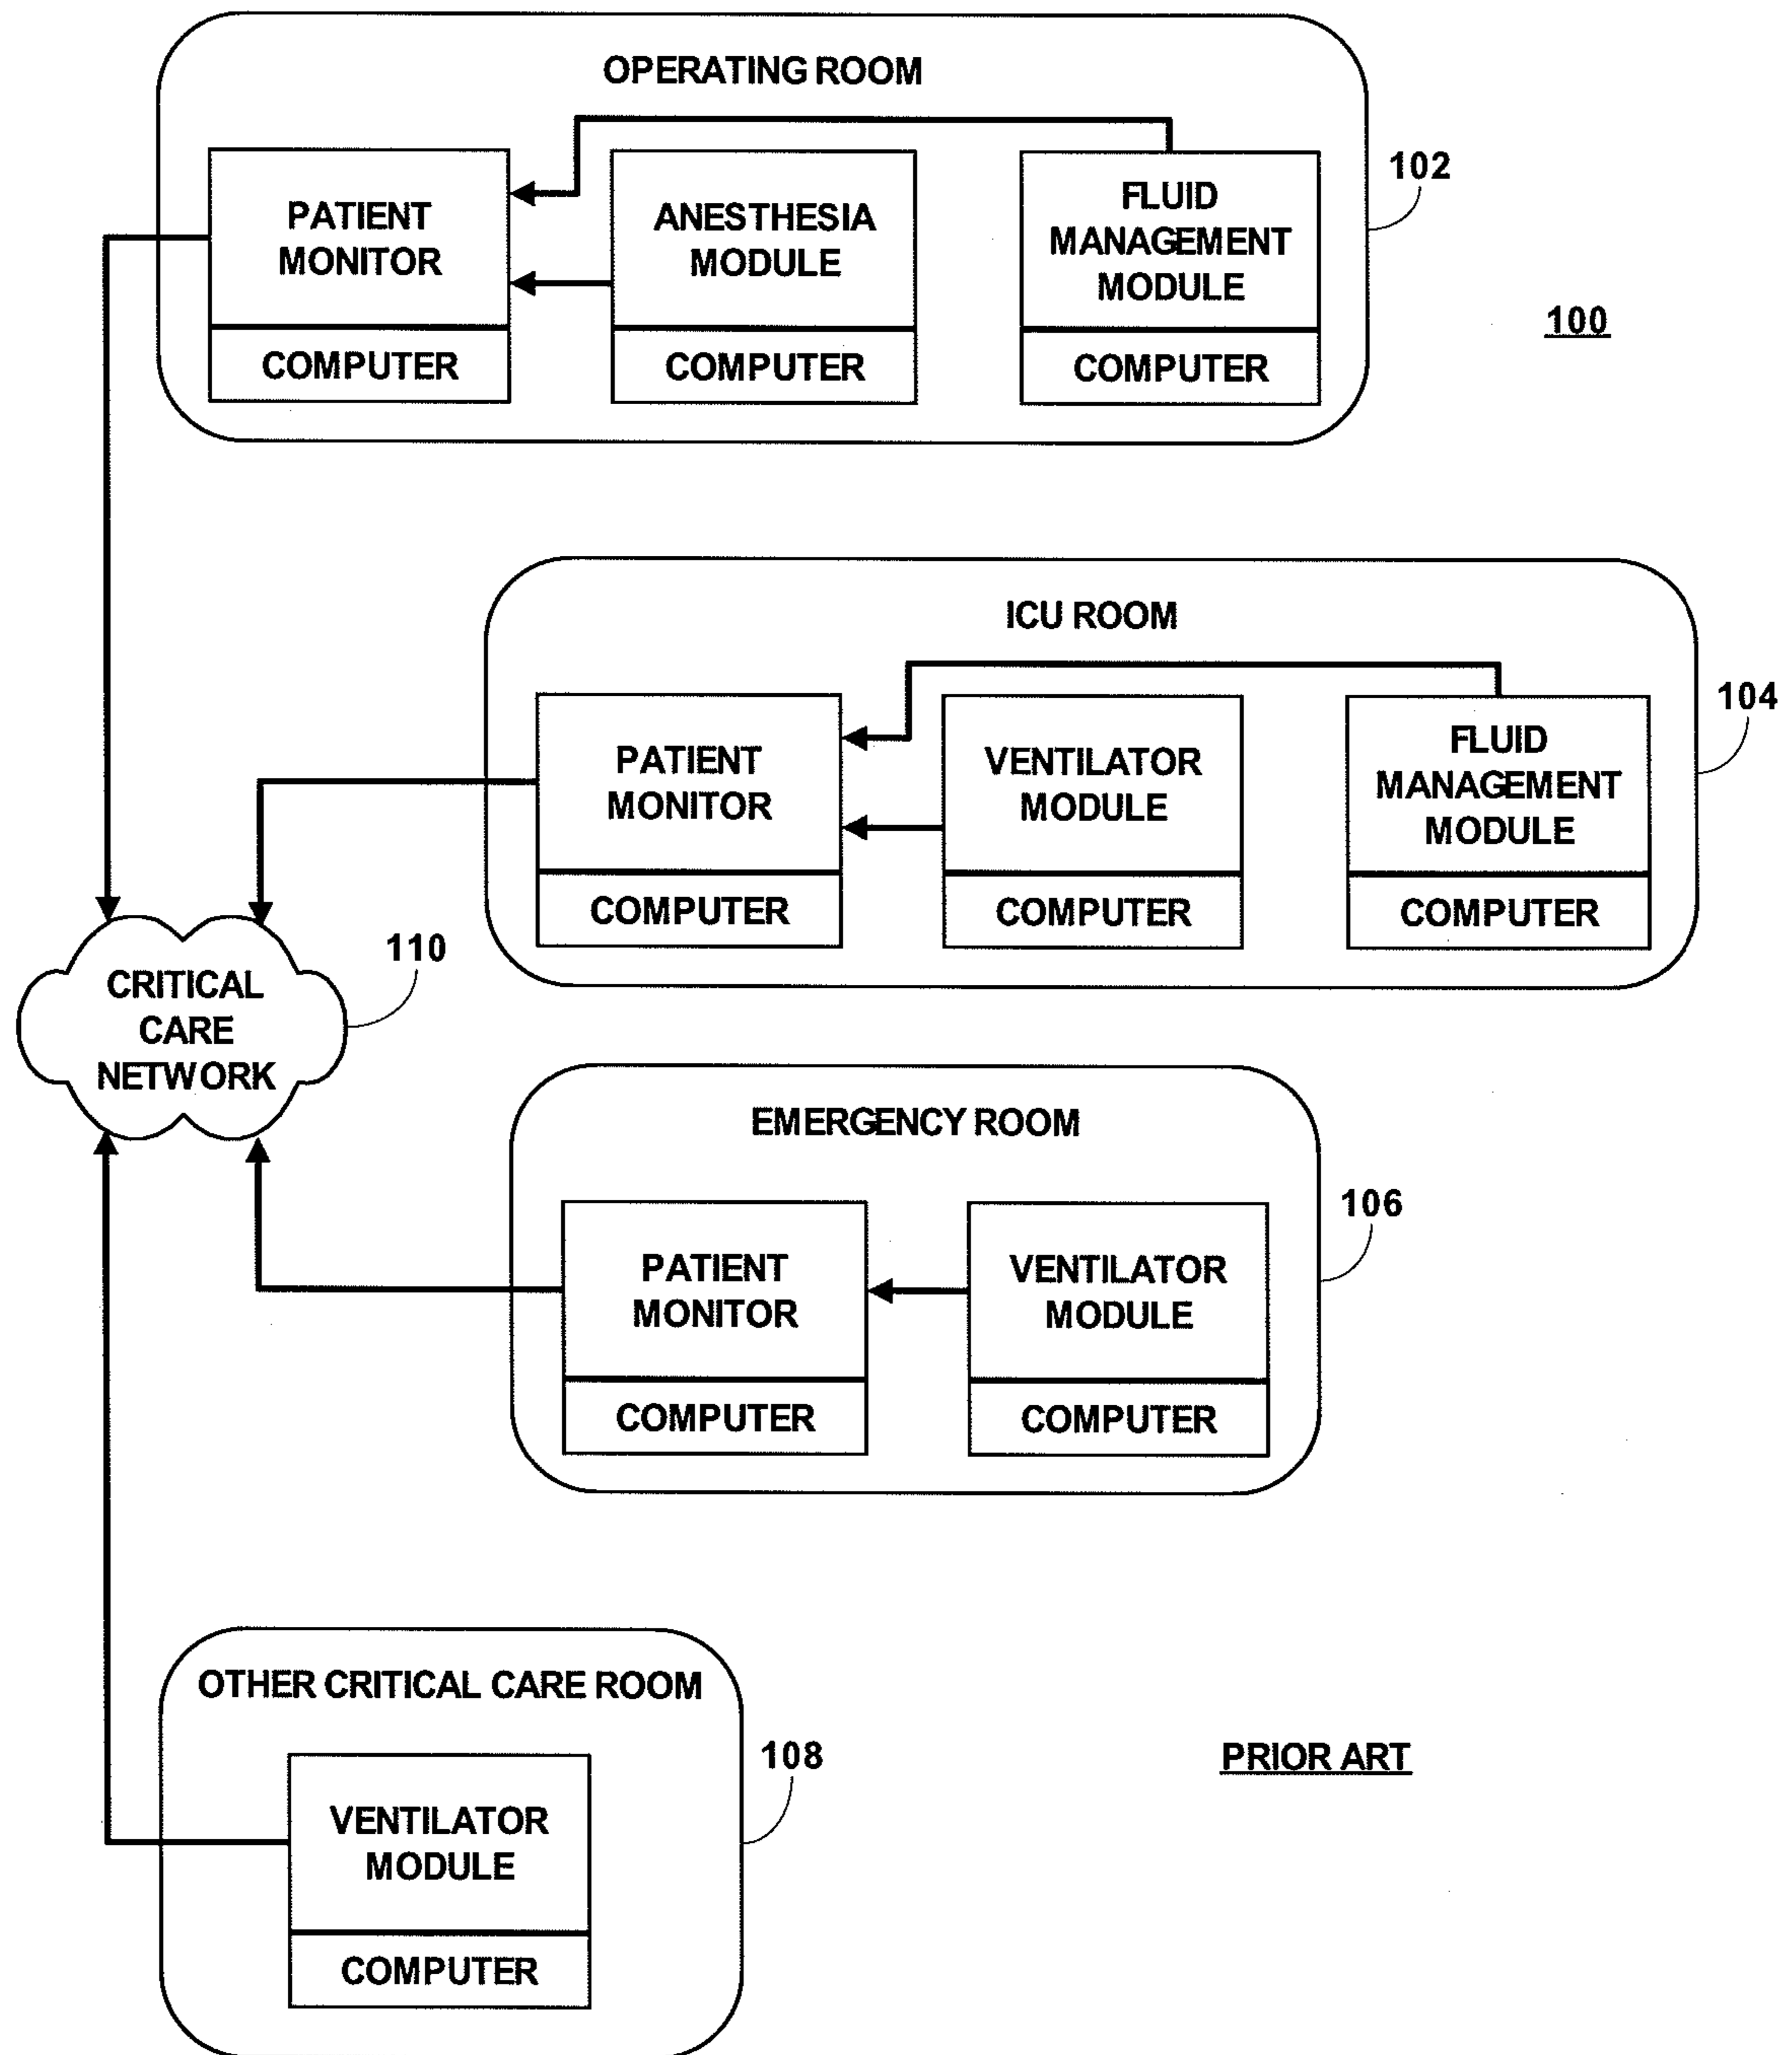 OPERATING ROOM
PATIENT
MONITOR
COMPUTER
ANESTHESIA
MODULE
COMPUTER
FLUID
MANAGEMENT
MODULE
COMPUTER
102
100
ICU ROOM
PATIENT
MONITOR
COMPUTER
VENTILATOR
MODULE
COMPUTER
FLUID
MANAGEMENT
MODULE
COMPUTER
104
CRITICAL
CARE
NETWORK
110
EMERGENCY ROOM
PATIENT
MONITOR
COMPUTER
VENTILATOR
MODULE
COMPUTER
106
OTHER CRITICAL CARE ROOM
VENTILATOR
MODULE
COMPUTER
108
PRIOR ART